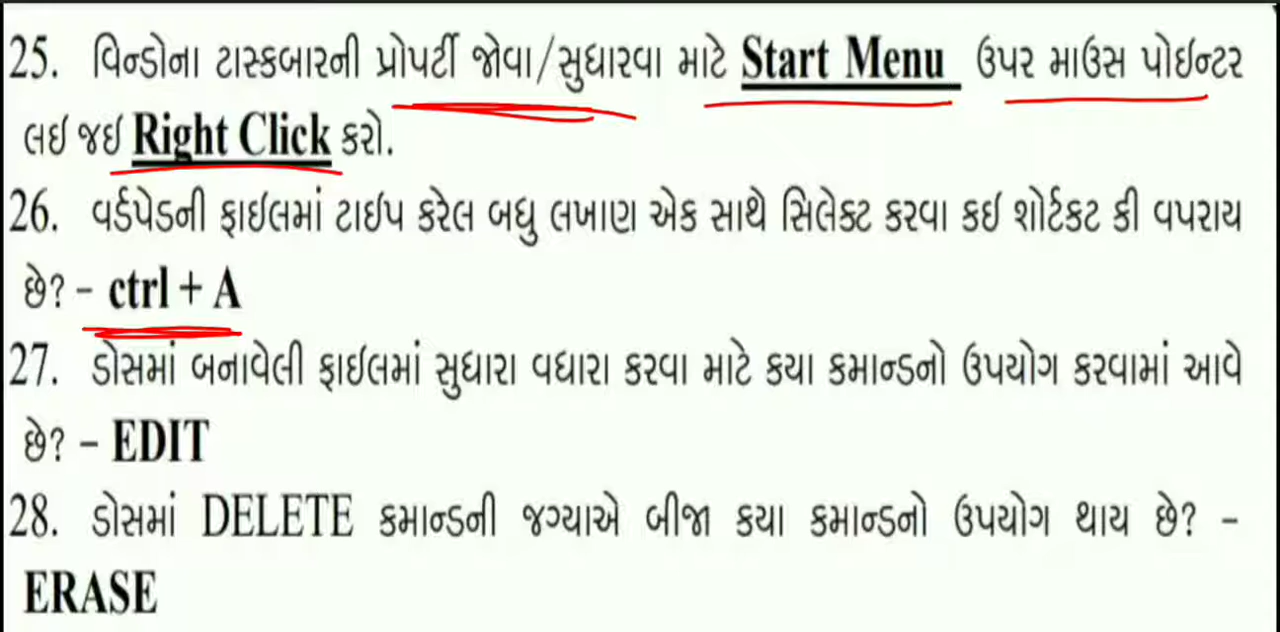 25. વિન્ડોના ટાસ્કબારની પ્રોપર્ટી જોવા/સુધારવા માટે Start Menu ઉપર માઉસ પોઇન્ટર
લઇ જઇ Right Click કરો.
26. વર્ડપેડની ફાઇલમાં ટાઇપ કરેલ બધુ લખાણ એક સાથે સિલેક્ટ કરવા કઇ શોર્ટકટ કી વપરાય
છે? – ctrl + A
27. ડોસમાં બનાવેલી ફાઇલમાં સુધારા વધારા કરવા માટે કયા કમાન્ડનો ઉપયોગ કરવામાં આવે
છે? – EDIT
28. ડોસમાં DELETE કમાન્ડની જગ્યાએ બીજા કયા કમાન્ડનો ઉપયોગ થાય છે? –
ERASE